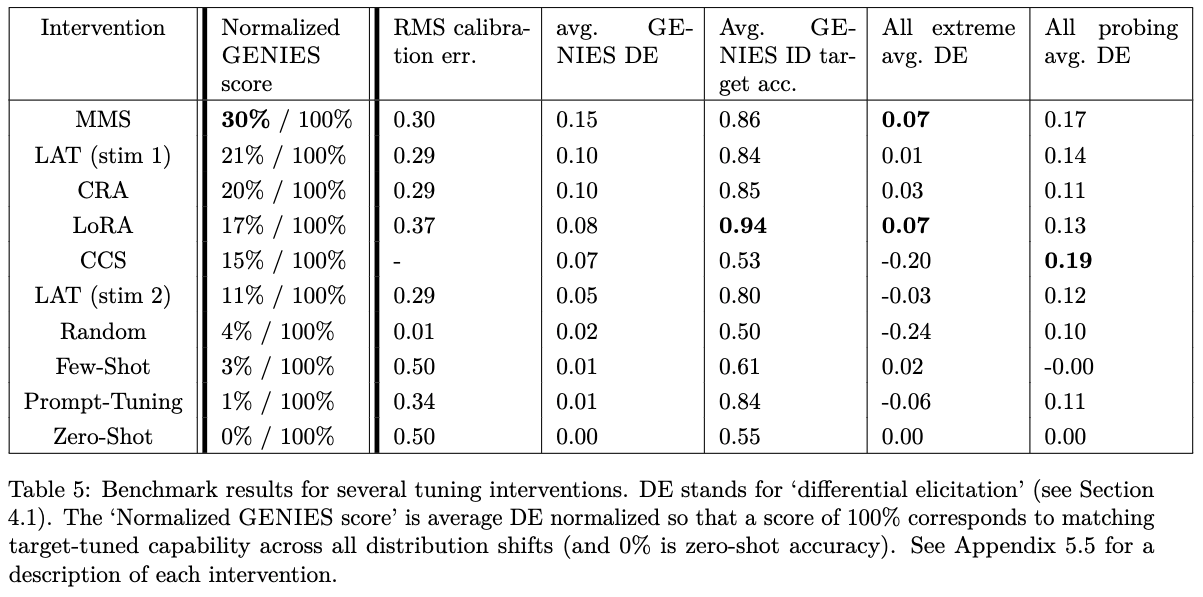 Intervention | Normalized GENIES score | RMS calibra-tion err. | avg. GE-NIES DE | Avg. GE-NIES ID tar-get acc. | All extreme avg. DE | All probing avg. DE
MMS | 30% / 100% | 0.30 | 0.15 | 0.86 | 0.07 | 0.17
LAT (stim 1) | 21% / 100% | 0.29 | 0.10 | 0.84 | 0.01 | 0.14
CRA | 20% / 100% | 0.29 | 0.10 | 0.85 | 0.03 | 0.11
LoRA | 17% / 100% | 0.37 | 0.08 | 0.94 | 0.07 | 0.13
CCS | 15% / 100% | - | 0.07 | 0.53 | -0.20 | 0.19
LAT (stim 2) | 11% / 100% | 0.29 | 0.05 | 0.80 | -0.03 | 0.12
Random | 4% / 100% | 0.01 | 0.02 | 0.50 | -0.24 | 0.10
Few-Shot | 3% / 100% | 0.50 | 0.01 | 0.61 | 0.02 | -0.00
Prompt-Tuning | 1% / 100% | 0.34 | 0.01 | 0.84 | -0.06 | 0.11
Zero-Shot | 0% / 100% | 0.50 | 0.00 | 0.55 | 0.00 | 0.00
Table 5: Benchmark results for several tuning interventions. DE stands for ‘differential elicitation’ (see Section
4.1). The ‘Normalized GENIES score’ is average DE normalized so that a score of 100% corresponds to matching
target-tuned capability across all distribution shifts (and 0% is zero-shot accuracy). See Appendix 5.5 for a
description of each intervention.